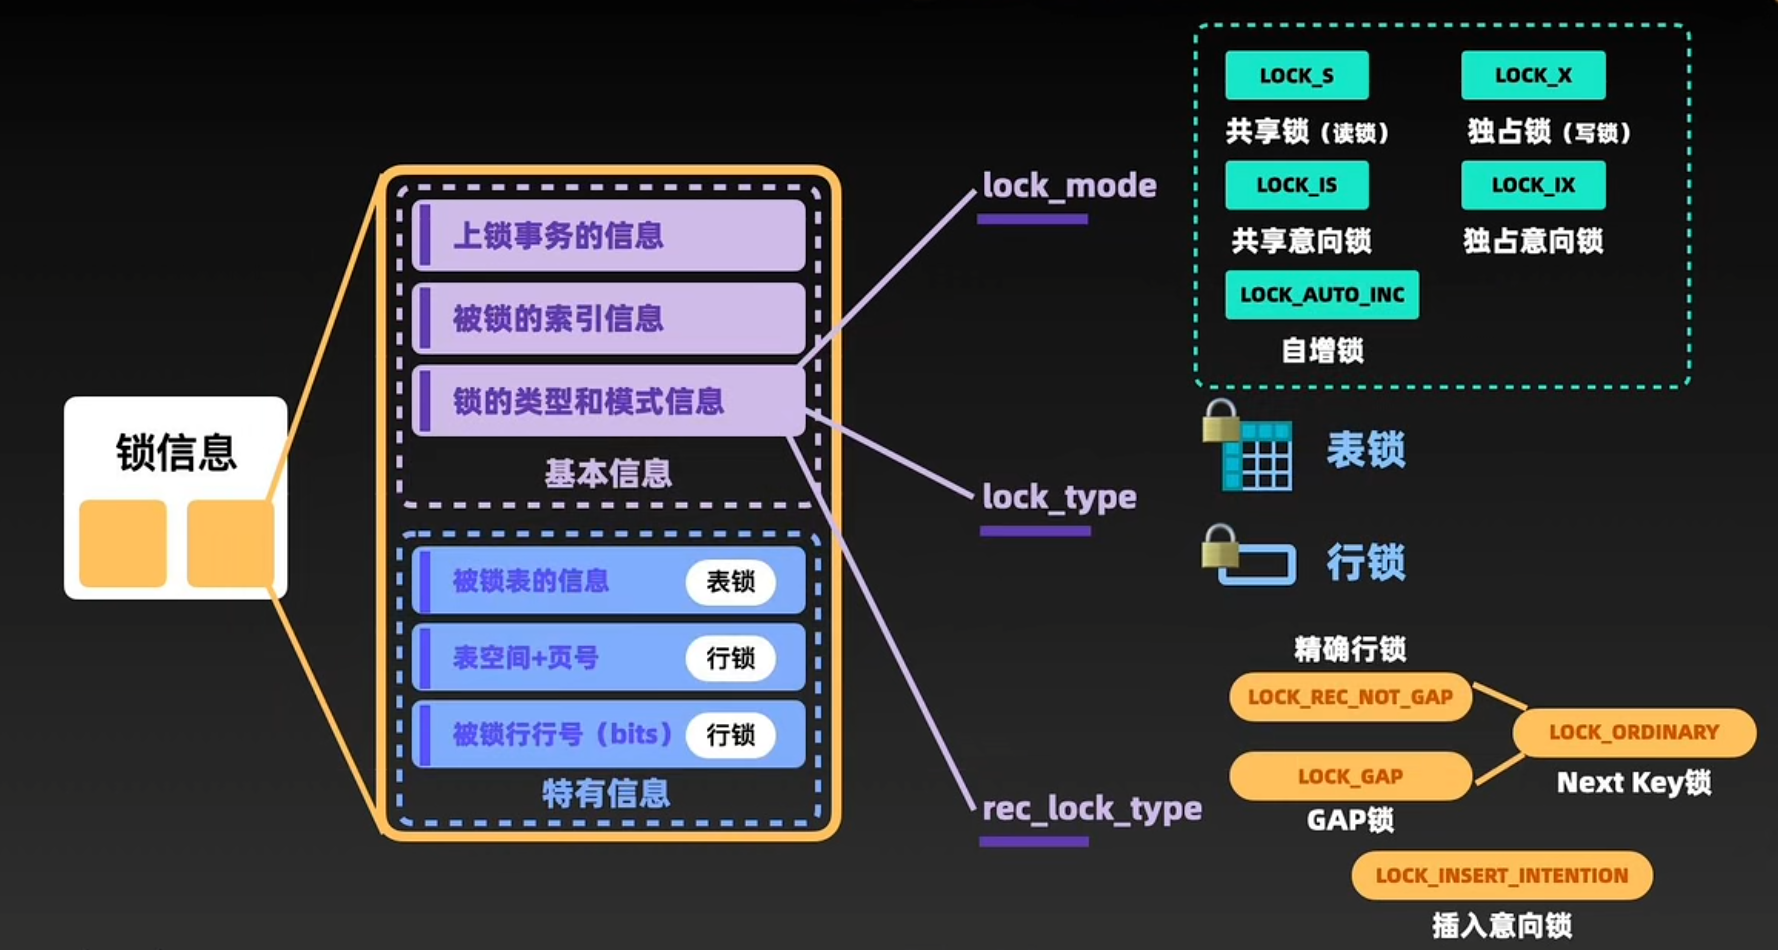 锁信息
上锁事务的信息
被锁的索引信息
锁的类型和模式信息
基本信息
被锁表的信息 表锁
表空间+页号 行锁
被锁行行号（bits） 行锁
特有信息
lock_mode
LOCK_S LOCK_X
共享锁（读锁） 独占锁（写锁）
LOCK_IS LOCK_IX
共享意向锁 独占意向锁
LOCK_AUTO_INC
自增锁
lock_type
表锁
行锁
rec_lock_type
精确行锁
LOCK_REC_NOT_GAP
LOCK_ORDINARY
Next Key锁
LOCK_GAP
GAP锁
LOCK_INSERT_INTENTION
插入意向锁